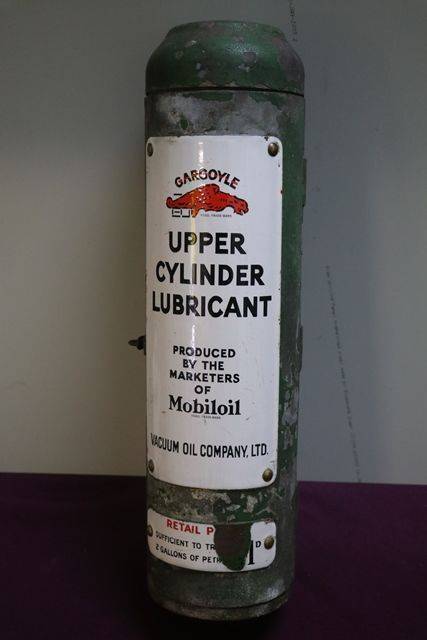 GARGOYLE
UPPER
CYLINDER
LUBRICANT
PRODUCED
BY THE
MARKETERS
OF
Mobiloil
VACUUM OIL COMPANY, LTD.
RETAIL P
SUFFICIENT TO TR 1D
2 GALLONS OF PETR